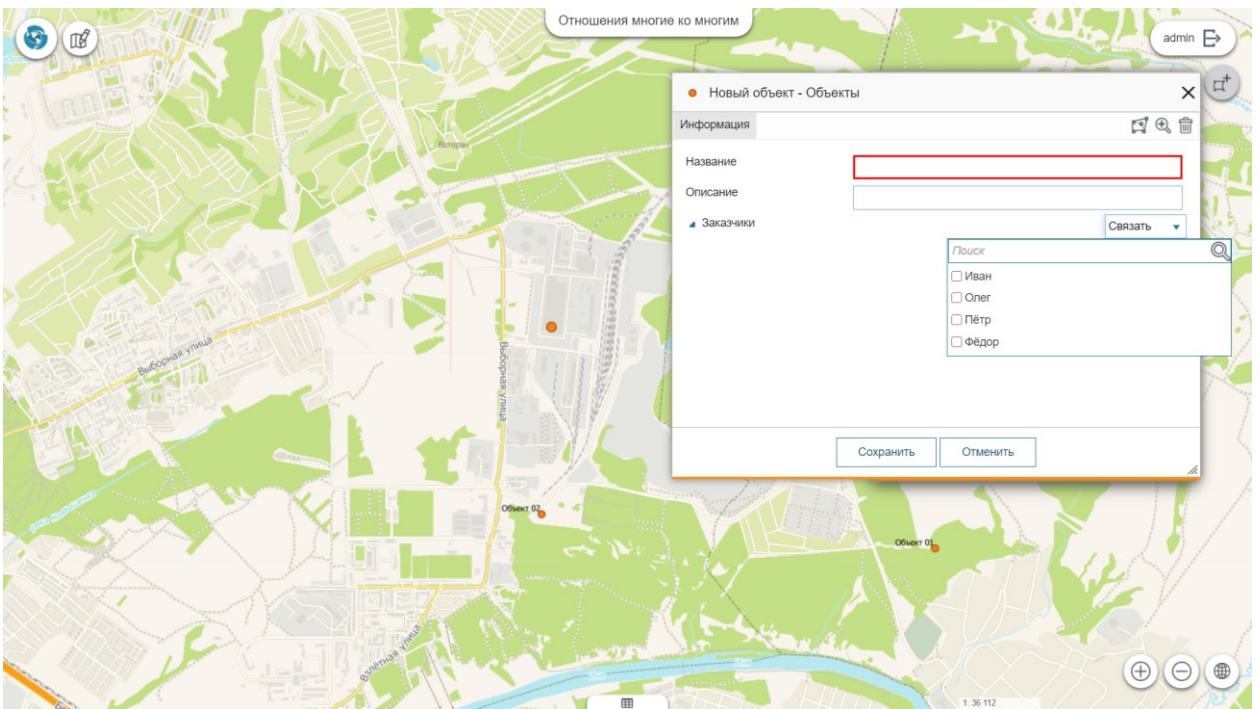 Отношения многие ко многим
admin
Новый объект - Объекты
Информация
Название
Описание
Заказчики
Связать
Поиск
Иван
Олег
Пётр
Фёдор
Сохранить
Отменить
Ветеран
Выборная улица
Выборная улица
Объект 02
Объект 01
Взлётная улица
1: 36 112